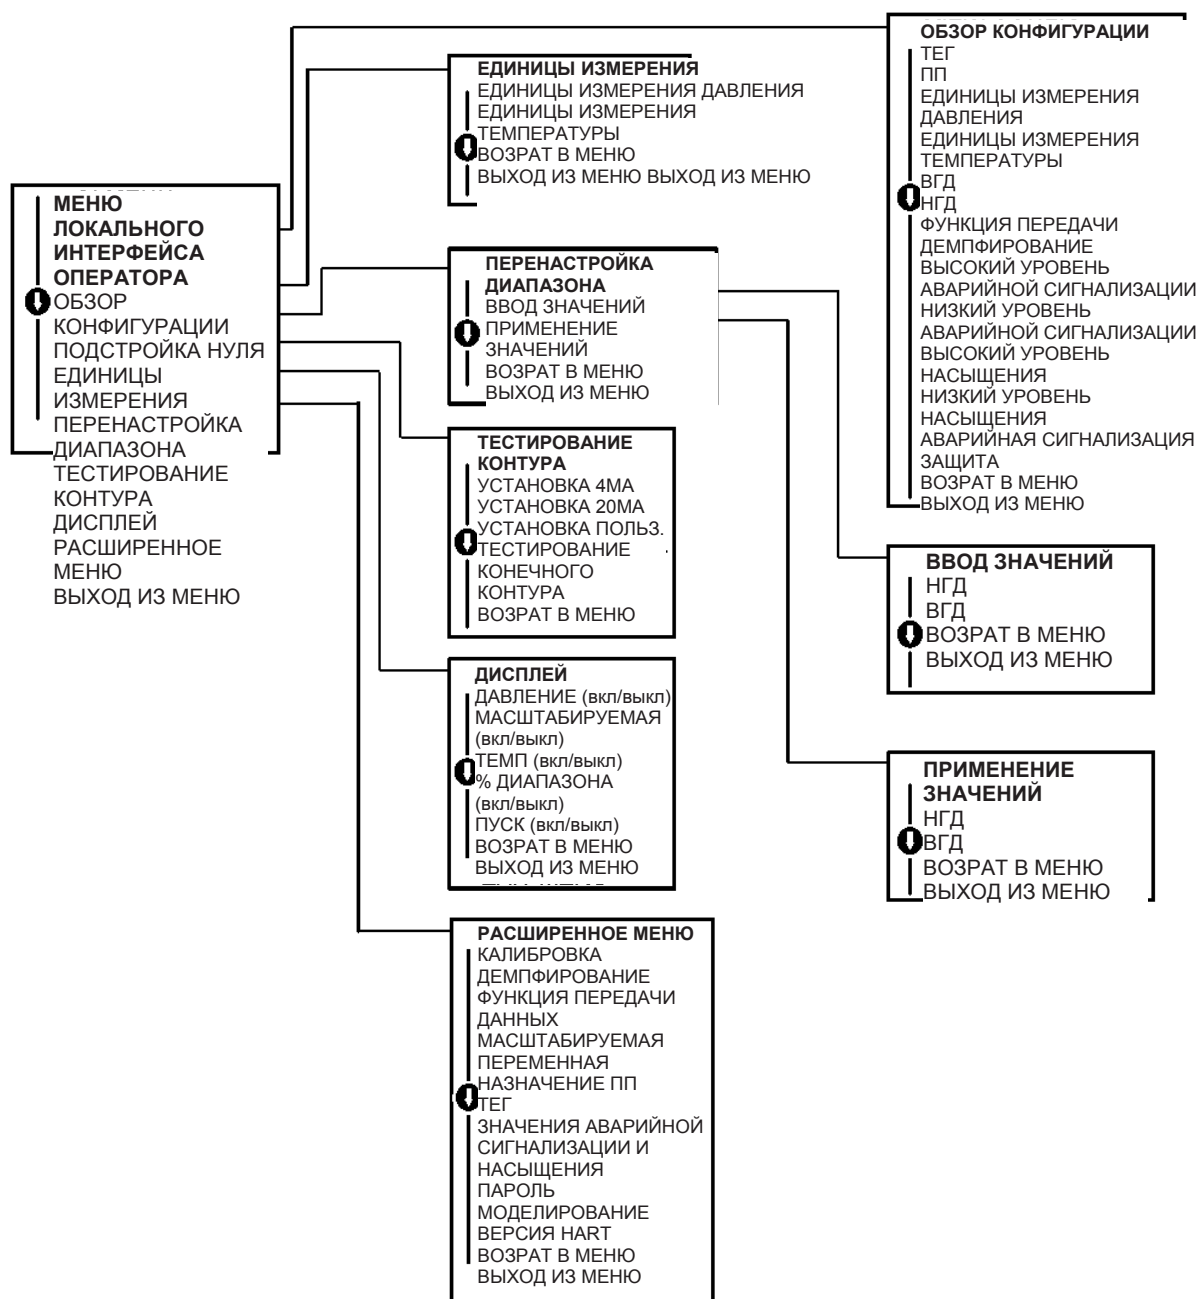 МЕНЮ
ЛОКАЛЬНОГО
ИНТЕРФЕЙСА
ОПЕРАТОРА
ОБЗОР
КОНФИГУРАЦИИ
ПОДСТРОЙКА НУЛЯ
ЕДИНИЦЫ
ИЗМЕРЕНИЯ
ПЕРЕНАСТРОЙКА
ДИАПАЗОНА
ТЕСТИРОВАНИЕ
КОНТУРА
ДИСПЛЕЙ
РАСШИРЕННОЕ
МЕНЮ
ВЫХОД ИЗ МЕНЮ
ЕДИНИЦЫ ИЗМЕРЕНИЯ
ЕДИНИЦЫ ИЗМЕРЕНИЯ ДАВЛЕНИЯ
ЕДИНИЦЫ ИЗМЕРЕНИЯ
ТЕМПЕРАТУРЫ
ВОЗРАТ В МЕНЮ
ВЫХОД ИЗ МЕНЮ ВЫХОД ИЗ МЕНЮ
ПЕРЕНАСТРОЙКА
ДИАПАЗОНА
ВВОД ЗНАЧЕНИЙ
ПРИМЕНЕНИЕ
ЗНАЧЕНИЙ
ВОЗРАТ В МЕНЮ
ВЫХОД ИЗ МЕНЮ
ТЕСТИРОВАНИЕ
КОНТУРА
УСТАНОВКА 4МА
УСТАНОВКА 20МА
УСТАНОВКА ПОЛЬЗ.
ТЕСТИРОВАНИЕ
КОНЕЧНОГО
КОНТУРА
ВОЗРАТ В МЕНЮ
ДИСПЛЕЙ
ДАВЛЕНИЕ (вкл/выкл)
МАСШТАБИРУЕМАЯ
(вкл/выкл)
ТЕМП (вкл/выкл)
% ДИАПАЗОНА
(вкл/выкл)
ПУСК (вкл/выкл)
ВОЗРАТ В МЕНЮ
ВЫХОД ИЗ МЕНЮ
РАСШИРЕННОЕ МЕНЮ
КАЛИБРОВКА
ДЕМПФИРОВАНИЕ
ФУНКЦИЯ ПЕРЕДАЧИ
ДАННЫХ
МАСШТАБИРУЕМАЯ
ПЕРЕМЕННАЯ
НАЗНАЧЕНИЕ ПП
ТЕГ
ЗНАЧЕНИЯ АВАРИЙНОЙ
СИГНАЛИЗАЦИИ И
НАСЫЩЕНИЯ
ПАРОЛЬ
МОДЕЛИРОВАНИЕ
ВЕРСИЯ HART
ВОЗРАТ В МЕНЮ
ВЫХОД ИЗ МЕНЮ
ОБЗОР КОНФИГУРАЦИИ
ТЕГ
ПП
ЕДИНИЦЫ ИЗМЕРЕНИЯ
ДАВЛЕНИЯ
ЕДИНИЦЫ ИЗМЕРЕНИЯ
ТЕМПЕРАТУРЫ
ВГД
НГД
ФУНКЦИЯ ПЕРЕДАЧИ
ДЕМПФИРОВАНИЕ
ВЫСОКИЙ УРОВЕНЬ
АВАРИЙНОЙ СИГНАЛИЗАЦИИ
НИЗКИЙ УРОВЕНЬ
АВАРИЙНОЙ СИГНАЛИЗАЦИИ
ВЫСОКИЙ УРОВЕНЬ
НАСЫЩЕНИЯ
НИЗКИЙ УРОВЕНЬ
НАСЫЩЕНИЯ
АВАРИЙНАЯ СИГНАЛИЗАЦИЯ
ЗАЩИТА
ВОЗРАТ В МЕНЮ
ВЫХОД ИЗ МЕНЮ
ВВОД ЗНАЧЕНИЙ
НГД
ВГД
ВОЗРАТ В МЕНЮ
ВЫХОД ИЗ МЕНЮ
ПРИМЕНЕНИЕ
ЗНАЧЕНИЙ
НГД
ВГД
ВОЗРАТ В МЕНЮ
ВЫХОД ИЗ МЕНЮ